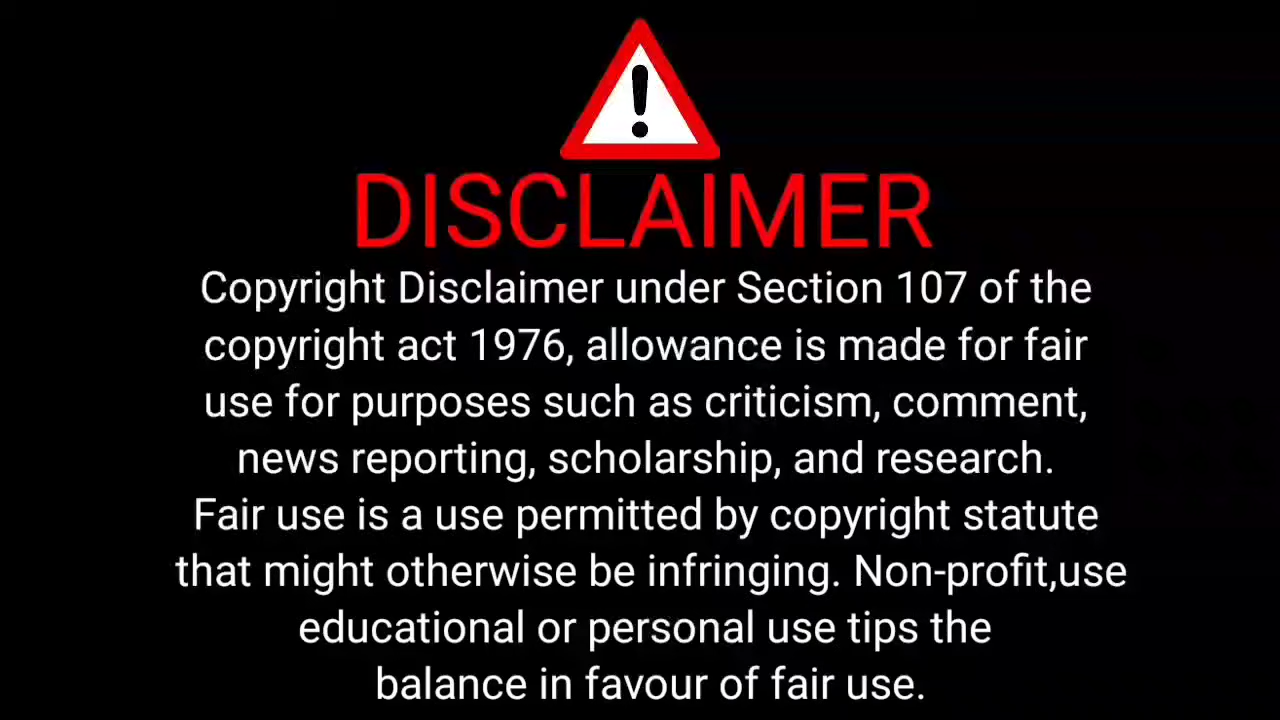 DISCLAIMER
Copyright Disclaimer under Section 107 of the
copyright act 1976, allowance is made for fair
use for purposes such as criticism, comment,
news reporting, scholarship, and research.
Fair use is a use permitted by copyright statute
that might otherwise be infringing. Non-profit,use
educational or personal use tips the
balance in favour of fair use.